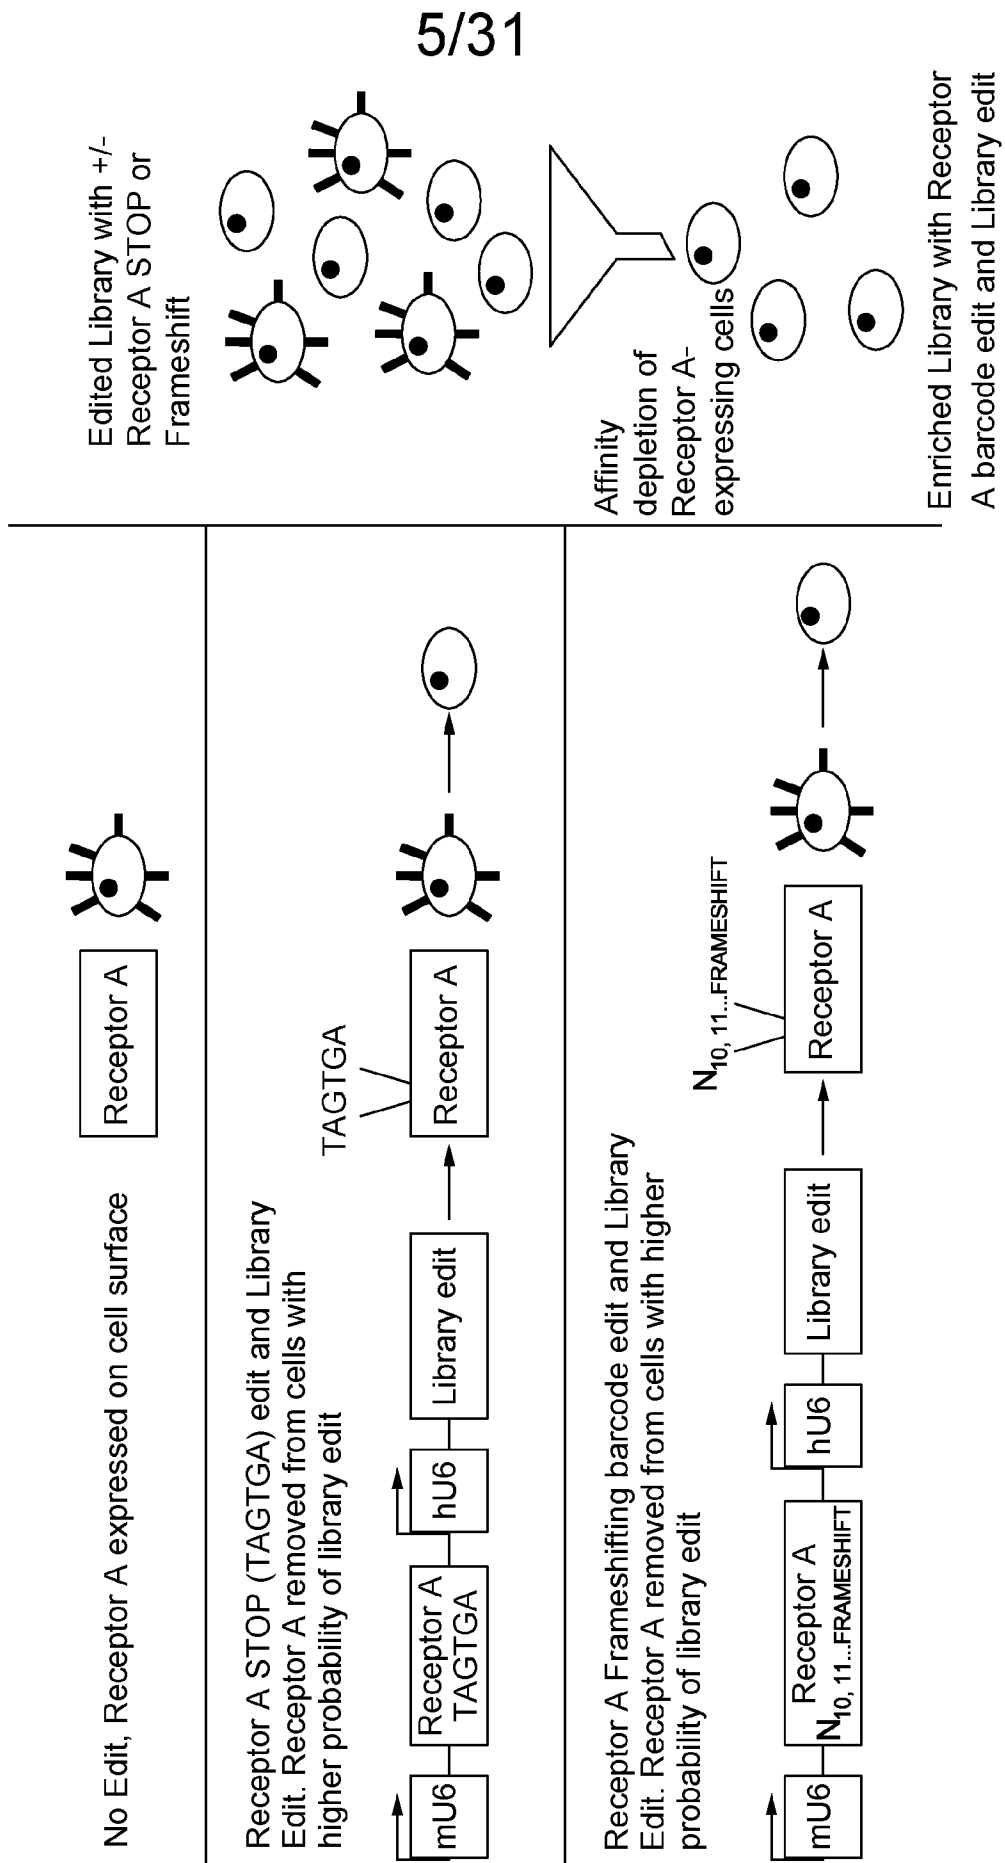 5/31
No Edit, Receptor A expressed on cell surface
Receptor A
Receptor A STOP (TAGTGA) edit and Library
Edit. Receptor A removed from cells with
higher probability of library edit
TAGTGA
mU6
Receptor A
TAGTGA
hU6
Library edit
Receptor A
Receptor A Frameshifting barcode edit and Library
Edit. Receptor A removed from cells with higher
probability of library edit
N10, 11...FRAMESHIFT
mU6
Receptor A
N10, 11...FRAMESHIFT
hU6
Library edit
Receptor A
Edited Library with +/-
Receptor A STOP or
Frameshift
Affinity
depletion of
Receptor A-
expressing cells
Enriched Library with Receptor
A barcode edit and Library edit